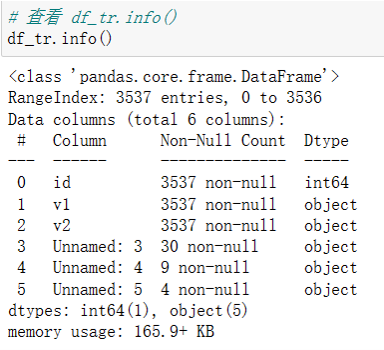 # 查看 df_tr.info()
df_tr.info()
<class 'pandas.core.frame.DataFrame'>
RangeIndex: 3537 entries, 0 to 3536
Data columns (total 6 columns):
 #   Column      Non-Null Count  Dtype
---  ------      --------------  -----
 0   id          3537 non-null   int64
 1   v1          3537 non-null   object
 2   v2          3537 non-null   object
 3   Unnamed: 3  30 non-null     object
 4   Unnamed: 4  9 non-null      object
 5   Unnamed: 5  4 non-null      object
dtypes: int64(1), object(5)
memory usage: 165.9+ KB